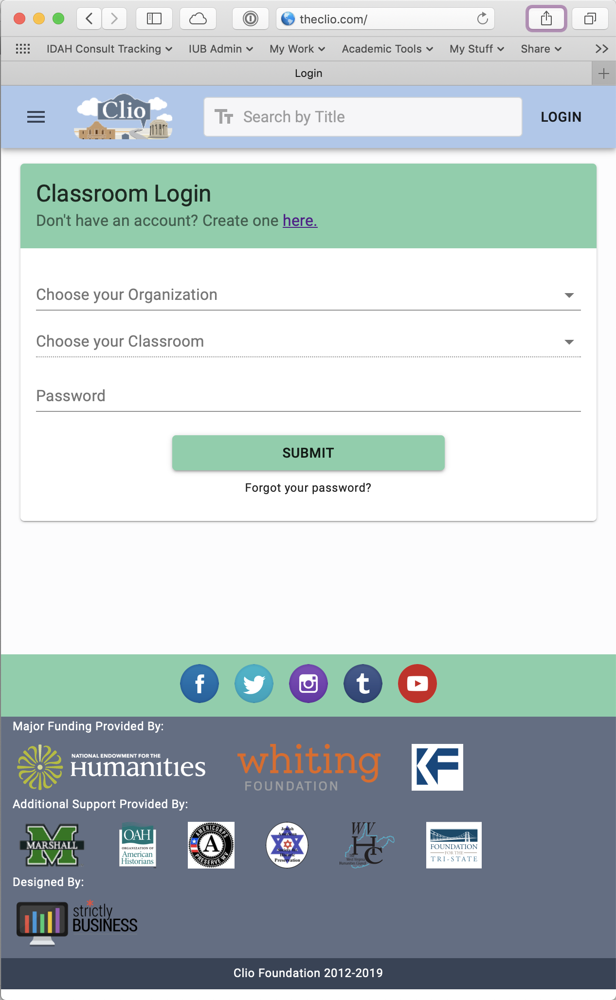 theclio.com/
IDAH Consult Tracking IUB Admin My Work Academic Tools My Stuff Share
Login
Clio
Search by Title
LOGIN
Classroom Login
Don't have an account? Create one here.
Choose your Organization
Choose your Classroom
Password
SUBMIT
Forgot your password?
Major Funding Provided By:
NATIONAL ENDOWMENT FOR THE
Humanities
whiting
FOUNDATION
KF
Additional Support Provided By:
MARSHALL
OAH
ORGANIZATION OF
American
Historians
AMERICORPS
A
PRESERVE WV
Jewish
American
Society for
Historic
Preservation
WV
HC
The
West Virginia
Humanities Council
FOUNDATION
FOR THE
TRI-STATE
Designed By:
strictly
BUSINESS
Clio Foundation 2012-2019